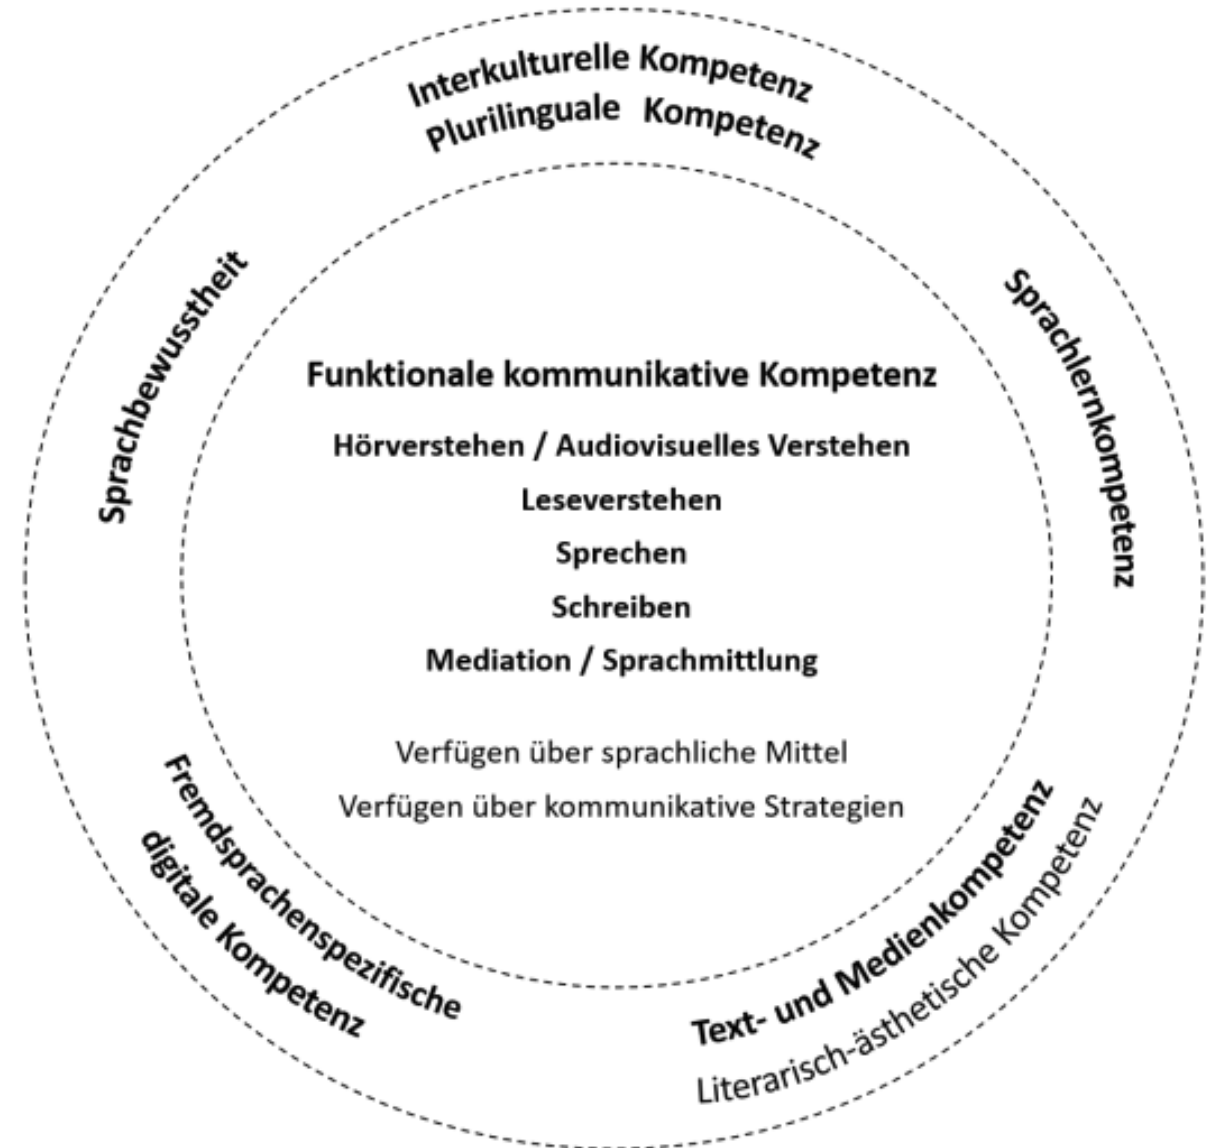 Interkulturelle Kompetenz
Plurilinguale Kompetenz
Sprachbewusstheit
Sprachlernkompetenz
Funktionale kommunikative Kompetenz
Hörverstehen / Audiovisuelles Verstehen
Leseverstehen
Sprechen
Schreiben
Mediation / Sprachmittlung
Verfügen über sprachliche Mittel
Verfügen über kommunikative Strategien
Fremdsprachenspezifische
digitale Kompetenz
Text- und Medienkompetenz
Literarisch-ästhetische Kompetenz